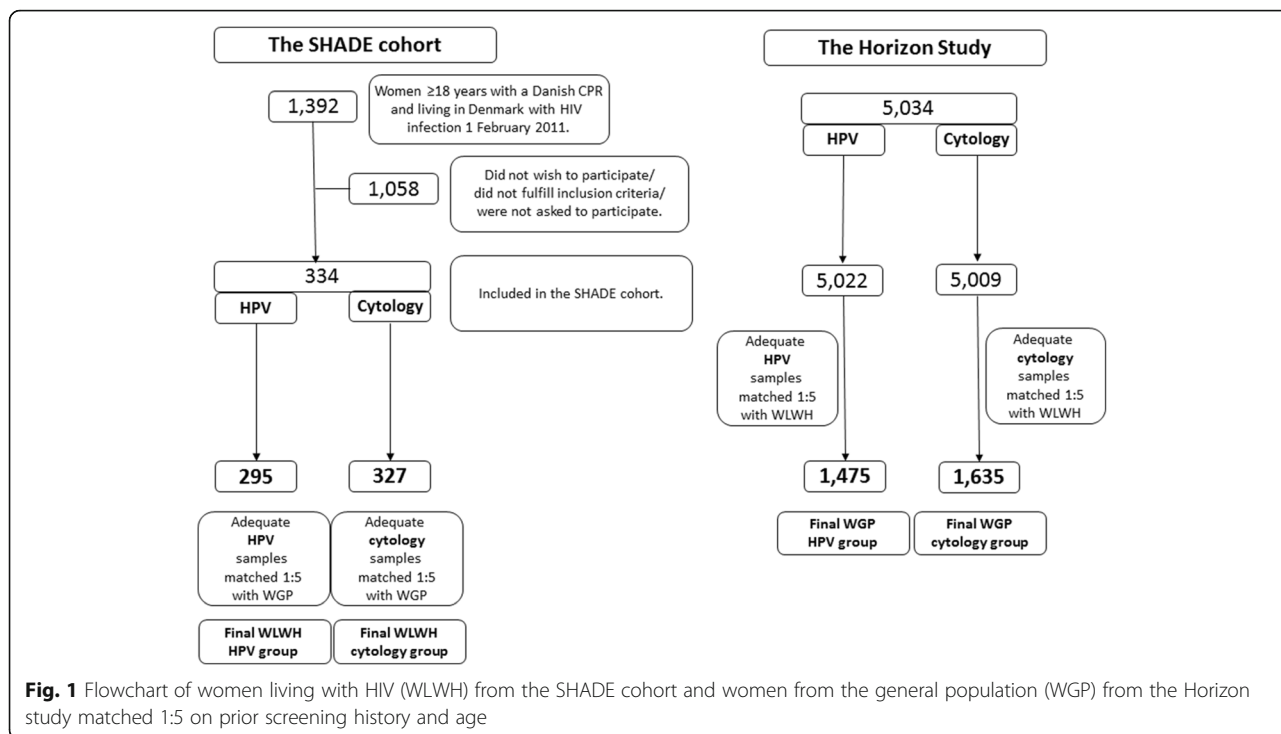 The SHADE cohort
1,392
Women ≥18 years with a Danish CPR
and living in Denmark with HIV
infection 1 February 2011.
1,058
Did not wish to participate/
did not fulfill inclusion criteria/
were not asked to participate.
334
HPV
Cytology
Included in the SHADE cohort.
295
327
Adequate
HPV
samples
matched 1:5
with WGP
Adequate
cytology
samples
matched 1:5
with WGP
Final WLWH
HPV group
Final WLWH
cytology group
The Horizon Study
5,034
HPV
Cytology
5,022
5,009
Adequate
HPV
samples
matched 1:5
with WLWH
Adequate
cytology
samples
matched 1:5
with WLWH
1,475
1,635
Final WGP
HPV group
Final WGP
cytology group
Fig. 1 Flowchart of women living with HIV (WLWH) from the SHADE cohort and women from the general population (WGP) from the Horizon
study matched 1:5 on prior screening history and age